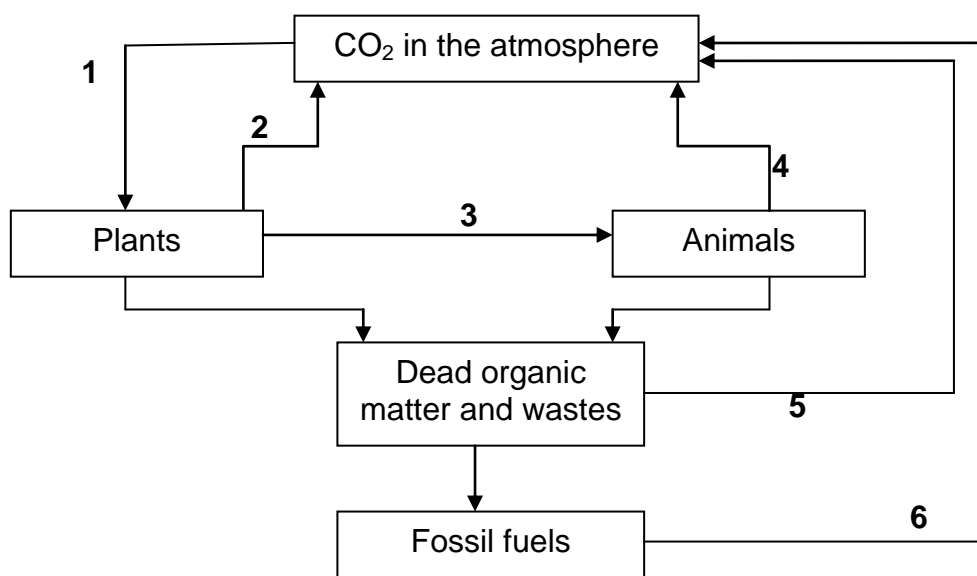 CO₂ in the atmosphere
1
2
4
3
Plants
Animals
Dead organic
matter and wastes
5
6
Fossil fuels